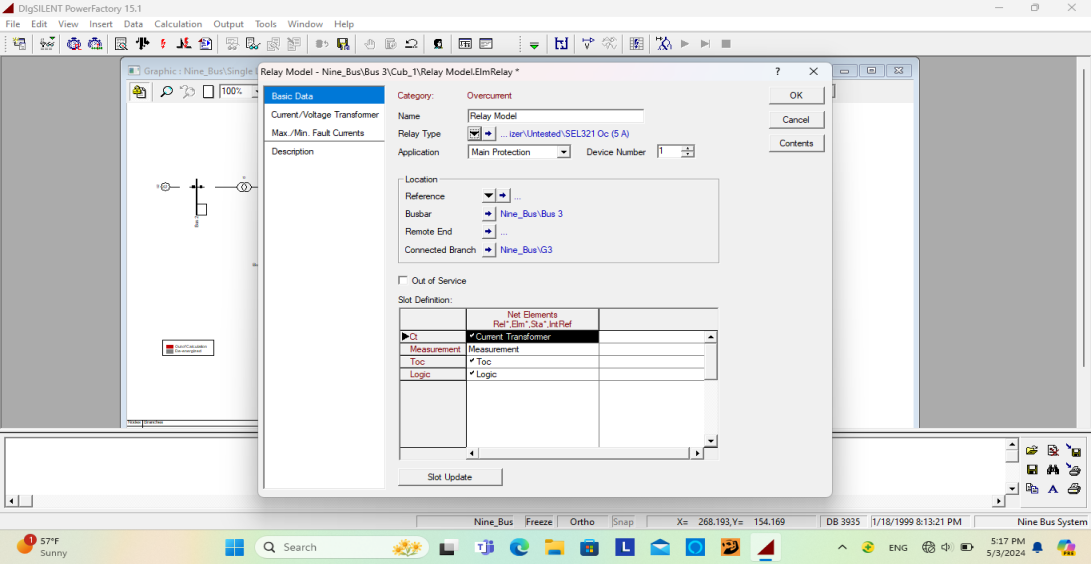 DIgSILENT PowerFactory 15.1
File Edit View Insert Data Calculation Output Tools Window Help
Graphic : Nine_Bus\Single
Relay Model - Nine_Bus\Bus 3\Cub_1\Relay Model.ElmRelay *
?
100%
Basic Data
Current/Voltage Transformer
Max./Min. Fault Currents
Description
Category: Overcurrent
Name Relay Model
Relay Type ... izer\Untested\SEL321 Oc (5 A)
Application Main Protection Device Number 1
OK
Cancel
Contents
Location
Reference ...
Busbar Nine_Bus\Bus 3
Remote End ...
Connected Branch Nine_Bus\G3
Out of Service
Slot Definition:
Net Elements
Rel*,Elm*,Sta*,IntRef
Ct Current Transformer
Measurement Measurement
Toc Toc
Logic Logic
Slot Update
Nine_Bus Freeze Ortho Snap X= 268.193,Y= 154.169 DB 3935 1/18/1999 8:13:21 PM Nine Bus System
1
57°F
Sunny
Search
ENG
5:17 PM
5/3/2024